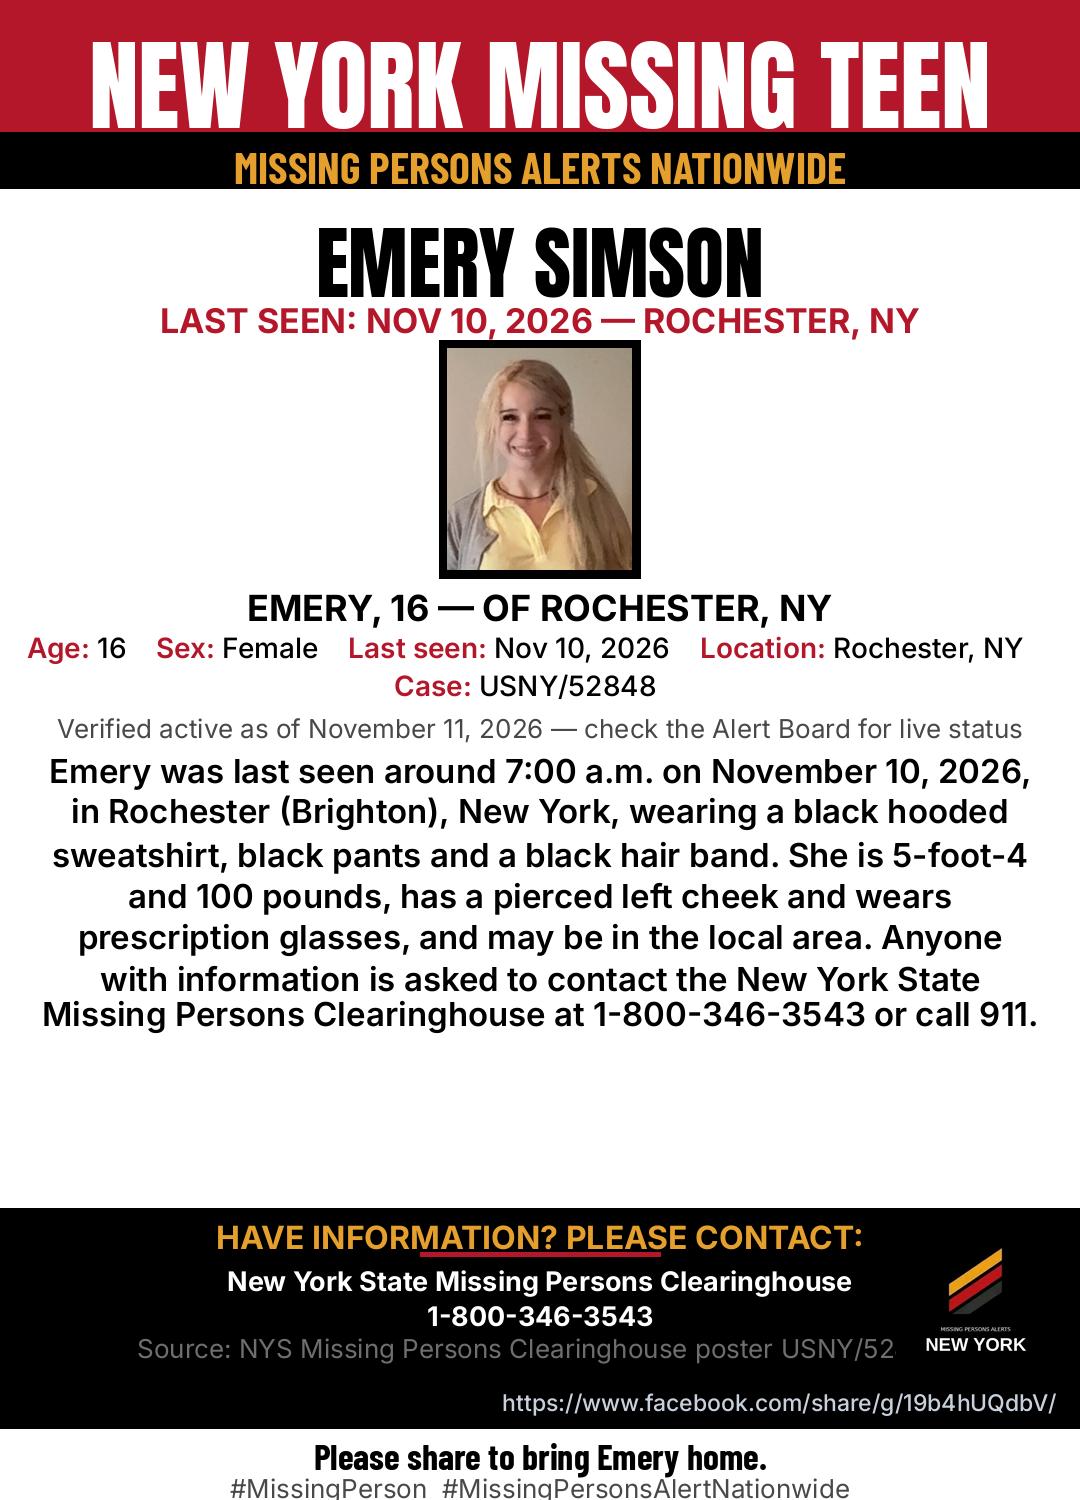 NEW YORK MISSING TEEN
MISSING PERSONS ALERTS NATIONWIDE
EMERY SIMSON
LAST SEEN: NOV 10, 2026 — ROCHESTER, NY
EMERY, 16 — OF ROCHESTER, NY
Age: 16 Sex: Female Last seen: Nov 10, 2026 Location: Rochester, NY
Case: USNY/52848
Verified active as of November 11, 2026 — check the Alert Board for live status
Emery was last seen around 7:00 a.m. on November 10, 2026,
in Rochester (Brighton), New York, wearing a black hooded
sweatshirt, black pants and a black hair band. She is 5-foot-4
and 100 pounds, has a pierced left cheek and wears
prescription glasses, and may be in the local area. Anyone
with information is asked to contact the New York State
Missing Persons Clearinghouse at 1-800-346-3543 or call 911.
HAVE INFORMATION? PLEASE CONTACT:
New York State Missing Persons Clearinghouse
1-800-346-3543
Source: NYS Missing Persons Clearinghouse poster USNY/52
MISSING PERSONS ALERTS
NEW YORK
https://www.facebook.com/share/g/19b4hUQdbV/
Please share to bring Emery home.
#MissingPerson #MissingPersonsAlertNationwide